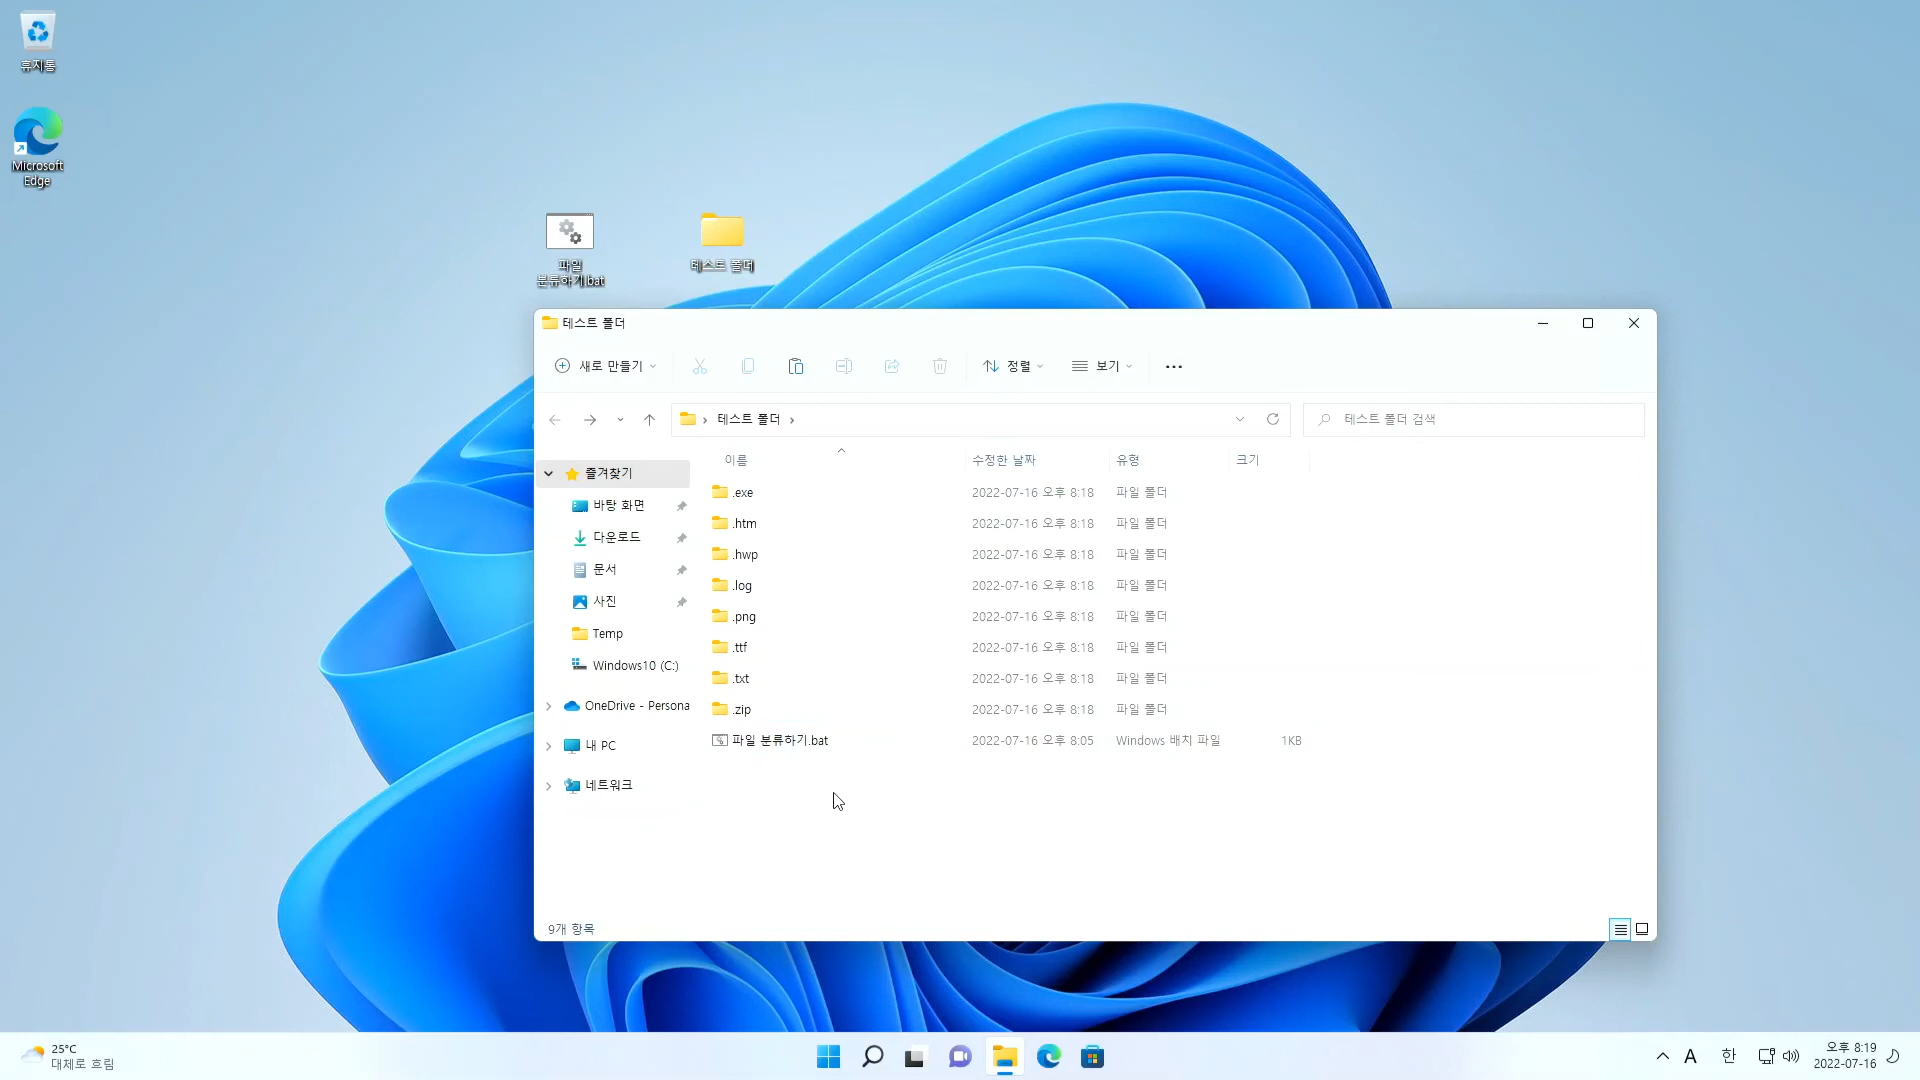 휴지통
Microsoft
Edge
파일
분류하기.bat
테스트 폴더
테스트 폴더
새로 만들기
정렬
보기
테스트 폴더
테스트 폴더 검색
이름 수정한 날짜 유형 크기
즐겨찾기
바탕 화면
다운로드
문서
사진
Temp
Windows10 (C:)
OneDrive - Persona
내 PC
네트워크
.exe 2022-07-16 오후 8:18 파일 폴더
.htm 2022-07-16 오후 8:18 파일 폴더
.hwp 2022-07-16 오후 8:18 파일 폴더
.log 2022-07-16 오후 8:18 파일 폴더
.png 2022-07-16 오후 8:18 파일 폴더
.ttf 2022-07-16 오후 8:18 파일 폴더
.txt 2022-07-16 오후 8:18 파일 폴더
.zip 2022-07-16 오후 8:18 파일 폴더
파일 분류하기.bat 2022-07-16 오후 8:05 Windows 배치 파일 1KB
9개 항목
25°C
대체로 흐림
A 한
오후 8:19
2022-07-16